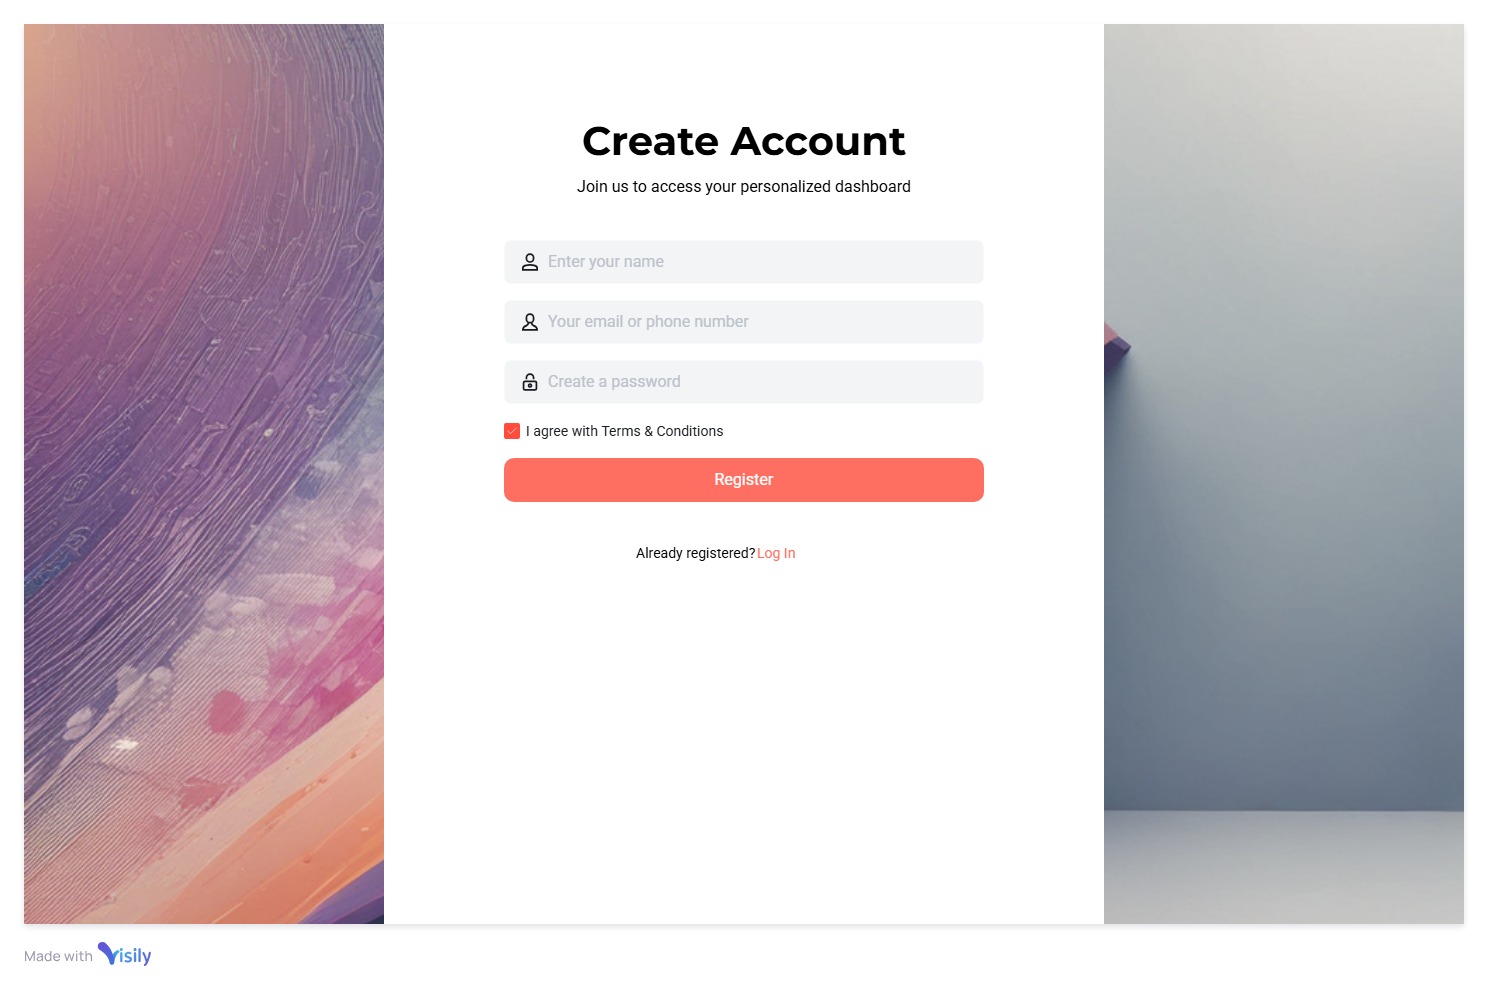 Create Account
Join us to access your personalized dashboard
Enter your name
Your email or phone number
Create a password
I agree with Terms & Conditions
Register
Already registered? Log In
Made with Visily